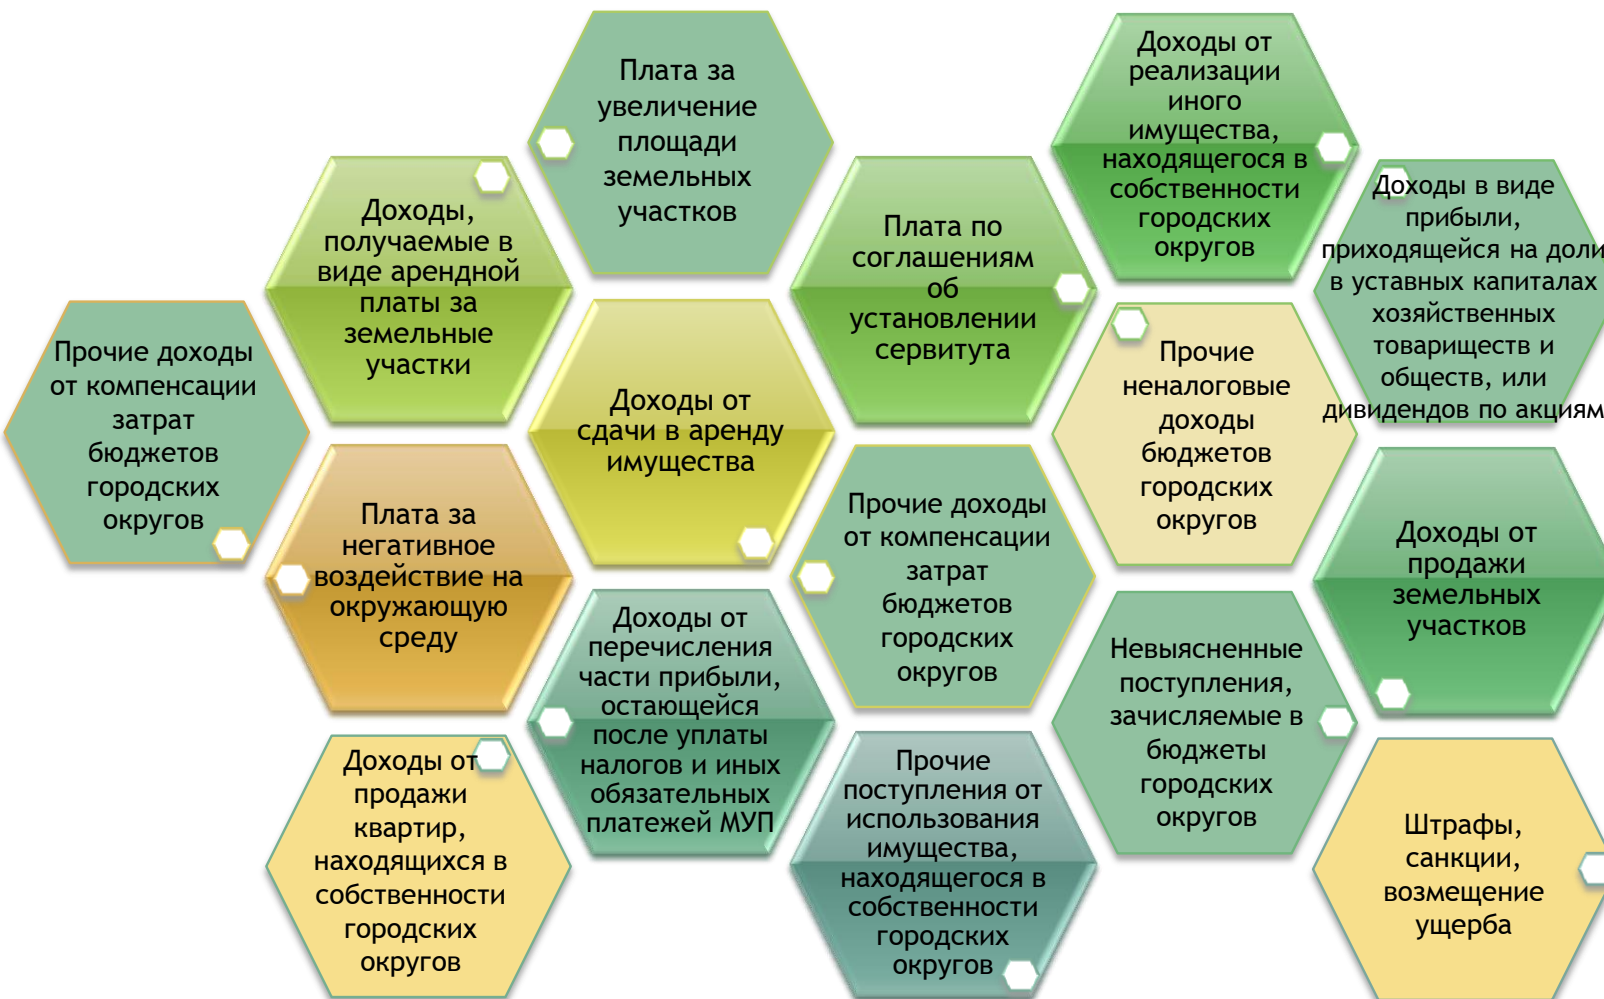 Плата за
увеличение
площади
земельных
участков
Доходы от
реализации
иного
имущества,
находящегося в
собственности
городских
округов
Доходы,
получаемые в
виде арендной
платы за
земельные
участки
Плата по
соглашениям
об
установлении
сервитута
Доходы в виде
прибыли,
приходящейся на доли
в уставных капиталах
хозяйственных
товариществ и
обществ, или
дивидендов по акциям
Прочие доходы
от компенсации
затрат
бюджетов
городских
округов
Доходы от
сдачи в аренду
имущества
Прочие
неналоговые
доходы
бюджетов
городских
округов
Плата за
негативное
воздействие на
окружающую
среду
Прочие доходы
от компенсации
затрат
бюджетов
городских
округов
Доходы от
продажи
земельных
участков
Доходы от
перечисления
части прибыли,
остающейся
после уплаты
налогов и иных
обязательных
платежей МУП
Невыясненные
поступления,
зачисляемые в
бюджеты
городских
округов
Доходы от
продажи
квартир,
находящихся в
собственности
городских
округов
Прочие
поступления от
использования
имущества,
находящегося в
собственности
городских
округов
Штрафы,
санкции,
возмещение
ущерба